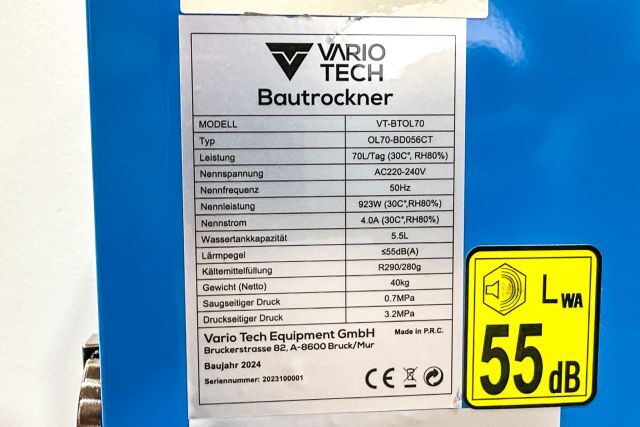 VARIO
TECH
Bautrockner
MODELL VT-BTOL70
Typ OL70-BD056CT
Leistung 70L/Tag (30C°, RH80%)
Nennspannung AC220-240V
Nennfrequenz 50Hz
Nennleistung 923W (30C°,RH80%)
Nennstrom 4.0A (30C°,RH80%)
Wassertankkapazität 5.5L
Lärmpegel ≤55dB(A)
Kältemittelfüllung R290/280g
Gewicht (Netto) 40kg
Saugseitiger Druck 0.7MPa
Druckseitiger Druck 3.2MPa
Vario Tech Equipment GmbH Made in P.R.C.
Bruckerstrasse 82, A-8600 Bruck/Mur
Baujahr 2024
Seriennummer: 2023100001
CE
LWA
55 dB